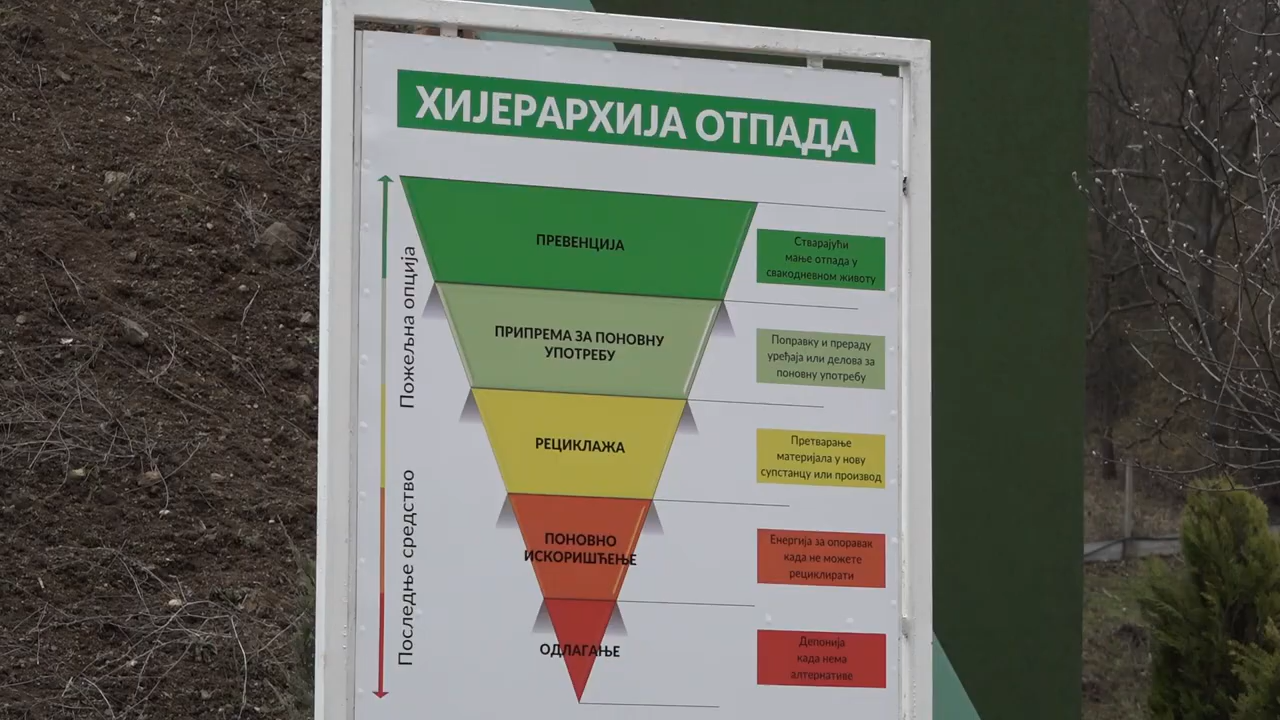 ХИЈЕРАРХИЈА ОТПАДА
Пожељна опција
Последње средство
ПРЕВЕНЦИЈА
Стварајући
мање отпада у
свакодневном животу
ПРИПРЕМА ЗА ПОНОВНУ
УПОТРЕБУ
Поправку и прераду
уређаја или делова за
поновну употребу
РЕЦИКЛАЖА
Претварање
материјала у нову
супстанцу или производ
ПОНОВНО
ИСКОРИШЋЕЊЕ
Енергија за опоравак
када не можете
рециклирати
ОДЛАГАЊЕ
Депонија
када нема
алтернативе